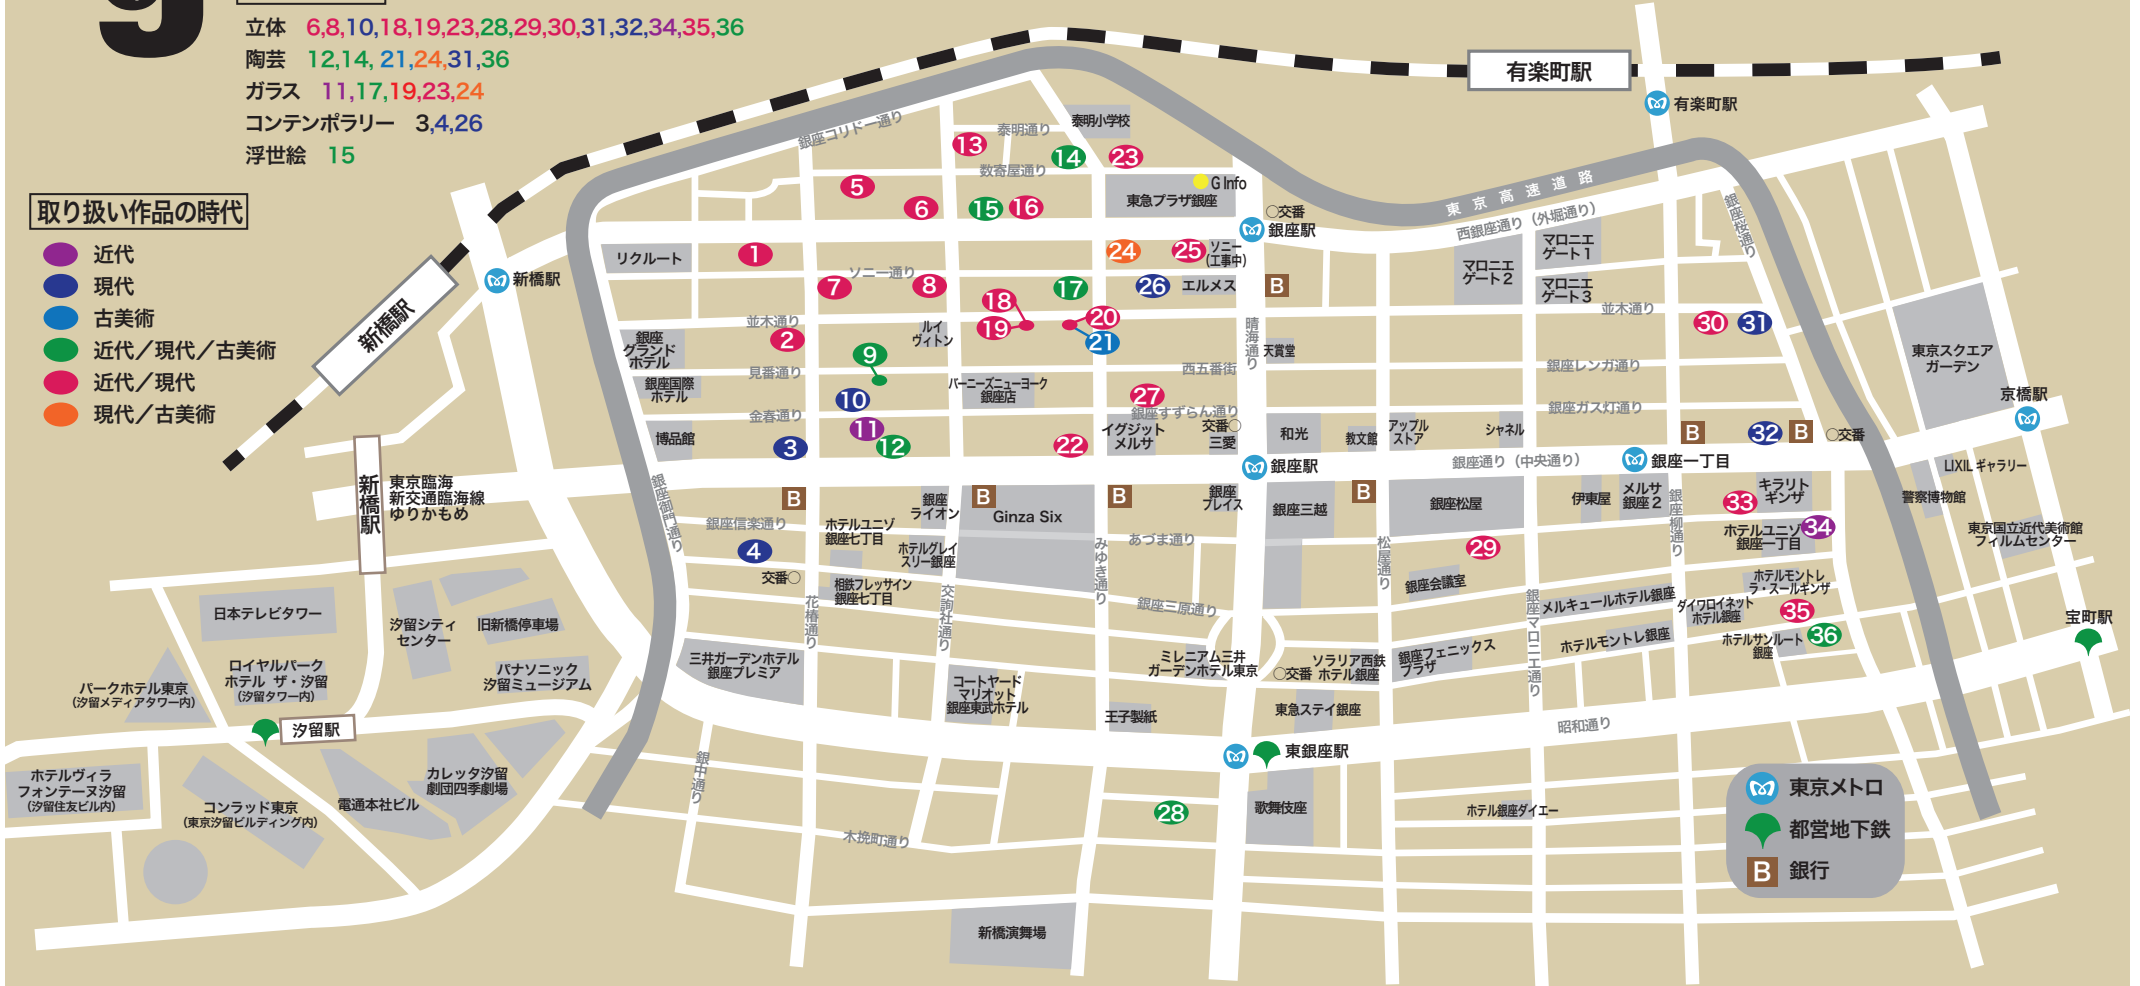 9
立体 6,8,10,18,19,23,28,29,30,31,32,34,35,36
陶芸 12,14, 21,24,31,36
ガラス 11,17,19,23,24
コンテンポラリー 3,4,26
浮世絵 15
取り扱い作品の時代
近代
現代
古美術
近代／現代／古美術
近代／現代
現代／古美術
有楽町駅
有楽町駅
銀座コリドー通り
泰明通り
泰明小学校
13
14
23
数寄屋通り
5
6
15
16
G Info
東急プラザ銀座
東京高速道路
西銀座通り（外堀通り）
銀座桜通り
○交番
銀座駅
新橋駅
新橋駅
リクルート
1
24
25
ソニー
（工事中）
マロニエ
ゲート1
マロニエ
ゲート2
マロニエ
ゲート3
ソニー通り
7
8
18
17
26
エルメス
B
並木通り
並木通り
19
20
21
30
31
銀座
グランド
ホテル
2
ルイ
ヴィトン
晴海通り
天賞堂
9
見番通り
西五番街
銀座レンガ通り
東京スクエア
ガーデン
銀座国際
ホテル
10
バーニーズニューヨーク
銀座店
27
京橋駅
金春通り
銀座すずらん通り
銀座ガス灯通り
博品館
3
11
12
22
イグジット
メルサ
交番○
三愛
和光
教文館
アップル
ストア
シャネル
B
32
B
○交番
銀座駅
銀座通り（中央通り）
銀座一丁目
LIXIL ギャラリー
新橋駅
東京臨海
新交通臨海線
ゆりかもめ
銀座御門通り
B
銀座
ライオン
B
Ginza Six
B
銀座
プレイス
銀座三越
B
銀座松屋
伊東屋
メルサ
銀座2
銀座柳通り
33
キラリト
ギンザ
警察博物館
銀座信楽通り
ホテルユニゾ
銀座七丁目
4
ホテルグレイ
スリー銀座
みゆき通り
あづま通り
松屋通り
29
ホテルユニゾ
銀座一丁目
34
東京国立近代美術館
フィルムセンター
交番○
相鉄フレッサイン
銀座七丁目
花椿通り
交詢社通り
銀座三原通り
銀座会議室
銀座マロニエ通り
メルキュールホテル銀座
ダイワロイネット
ホテル銀座
ホテルモントレ
ラ・スールギンザ
35
36
ホテルサンルート
銀座
ホテルモントレ銀座
宝町駅
日本テレビタワー
汐留シティ
センター
旧新橋停車場
ロイヤルパーク
ホテル ザ・汐留
（汐留タワー内）
パナソニック
汐留ミュージアム
パークホテル東京
（汐留メディアタワー内）
汐留駅
三井ガーデンホテル
銀座プレミア
コートヤード
マリオット
銀座東武ホテル
ミレニアム三井
ガーデンホテル東京
○交番
ソラリア西鉄
ホテル銀座
銀座フェニックス
プラザ
王子製紙
東急ステイ銀座
昭和通り
東銀座駅
銀中通り
ホテルヴィラ
フォンテーヌ汐留
（汐留住友ビル内）
コンラッド東京
（東京汐留ビルディング内）
電通本社ビル
カレッタ汐留
劇団四季劇場
木挽町通り
28
歌舞伎座
ホテル銀座ダイエー
新橋演舞場
東京メトロ
都営地下鉄
B 銀行